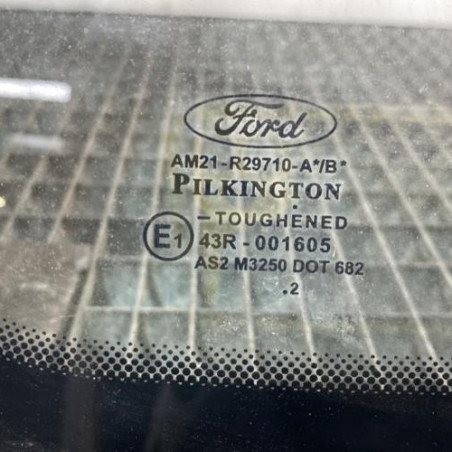 Ford
AM21-R29710-A*/B*
PILKINGTON
-TOUGHENED
E1 43R - 001605
AS2 M3250 DOT 682
.2